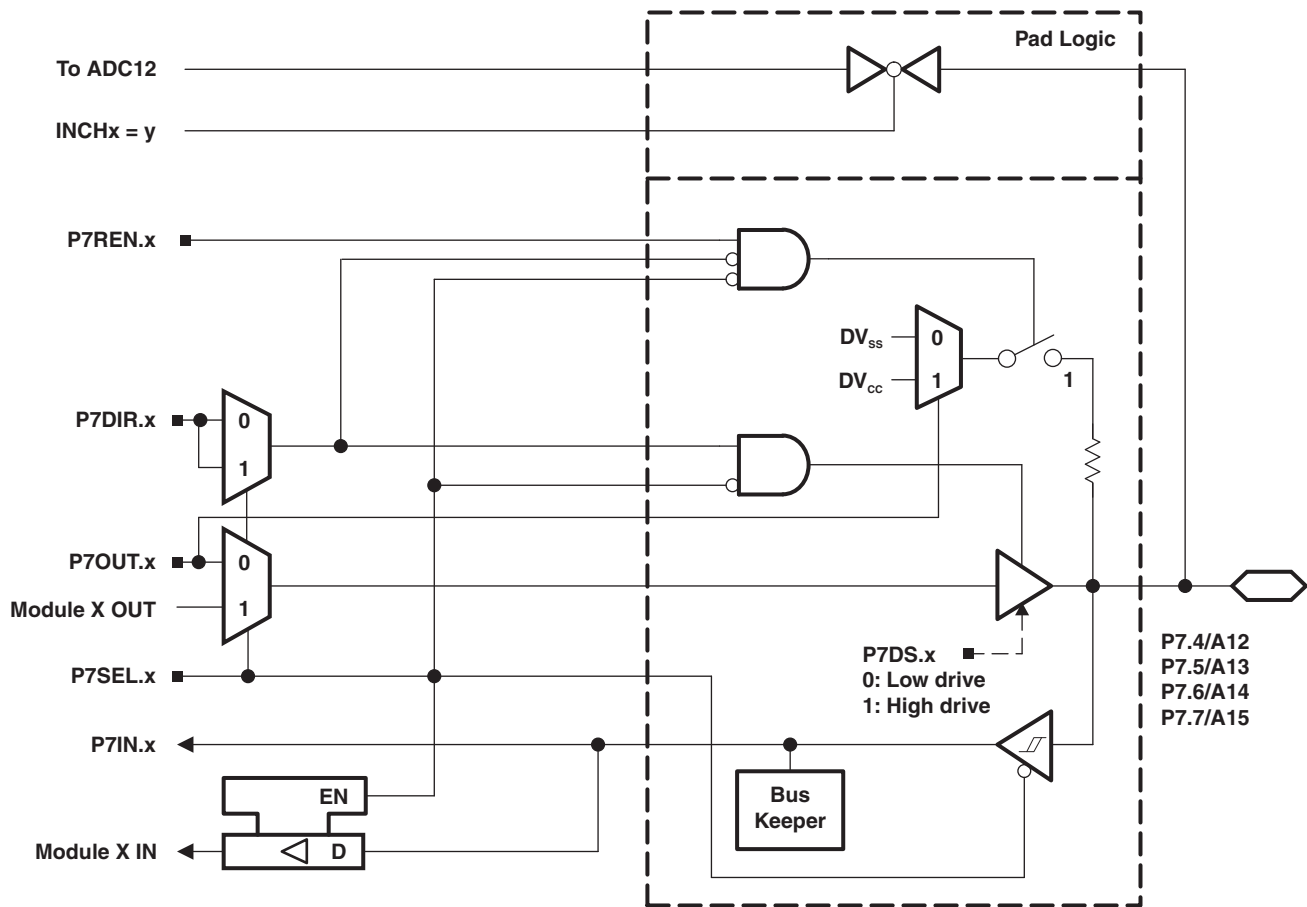 Pad Logic
To ADC12
INCHx = y
P7REN.x
DVSS
0
DVCC
1
1
P7DIR.x
0
1
P7OUT.x
0
Module X OUT
1
P7SEL.x
P7DS.x
0: Low drive
1: High drive
P7.4/A12
P7.5/A13
P7.6/A14
P7.7/A15
P7IN.x
EN
Bus
Keeper
Module X IN
D